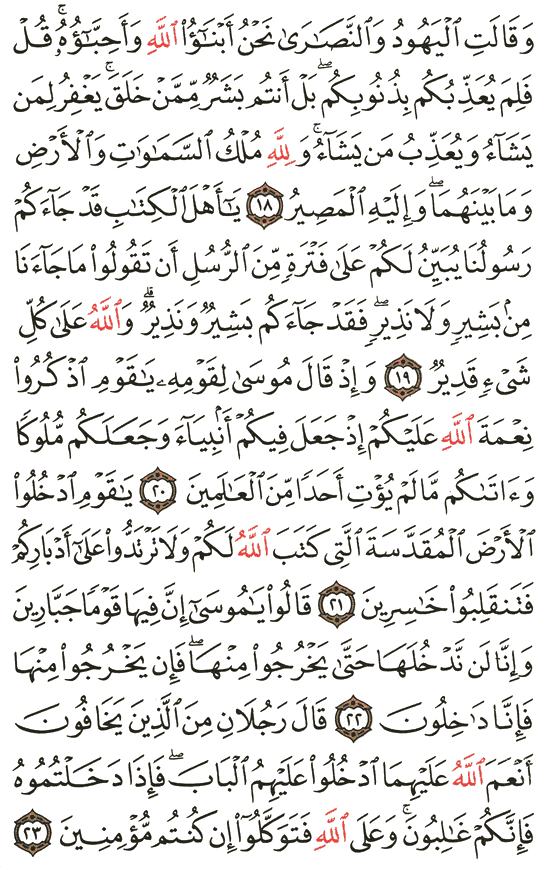 وَقَالَتِ ٱلۡيَهُودُ وَٱلنَّصَٰرَىٰ نَحۡنُ أَبۡنَٰٓؤُاْ ٱللَّهِ وَأَحِبَّٰٓؤُهُۥۚ قُلۡ
فَلِمَ يُعَذِّبُكُم بِذُنُوبِكُمۖ بَلۡ أَنتُم بَشَرٞ مِّمَّنۡ خَلَقَۚ يَغۡفِرُ لِمَن
يَشَآءُ وَيُعَذِّبُ مَن يَشَآءُۚ وَلِلَّهِ مُلۡكُ ٱلسَّمَٰوَٰتِ وَٱلۡأَرۡضِ
وَمَا بَيۡنَهُمَاۖ وَإِلَيۡهِ ٱلۡمَصِيرُ ١٨ يَٰٓأَهۡلَ ٱلۡكِتَٰبِ قَدۡ جَآءَكُمۡ
رَسُولُنَا يُبَيِّنُ لَكُمۡ عَلَىٰ فَتۡرَةٖ مِّنَ ٱلرُّسُلِ أَن تَقُولُواْ مَا جَآءَنَا
مِنۢ بَشِيرٖ وَلَا نَذِيرٖۖ فَقَدۡ جَآءَكُم بَشِيرٞ وَنَذِيرٞۗ وَٱللَّهُ عَلَىٰ كُلِّ
شَيۡءٖ قَدِيرٞ ١٩ وَإِذۡ قَالَ مُوسَىٰ لِقَوۡمِهِۦ يَٰقَوۡمِ ٱذۡكُرُواْ
نِعۡمَةَ ٱللَّهِ عَلَيۡكُمۡ إِذۡ جَعَلَ فِيكُمۡ أَنۢبِيَآءَ وَجَعَلَكُم مُّلُوكٗا
وَءَاتَىٰكُم مَّا لَمۡ يُؤۡتِ أَحَدٗا مِّنَ ٱلۡعَٰلَمِينَ ٢٠ يَٰقَوۡمِ ٱدۡخُلُواْ
ٱلۡأَرۡضَ ٱلۡمُقَدَّسَةَ ٱلَّتِي كَتَبَ ٱللَّهُ لَكُمۡ وَلَا تَرۡتَدُّواْ عَلَىٰٓ أَدۡبَارِكُمۡ
فَتَنقَلِبُواْ خَٰسِرِينَ ٢١ قَالُواْ يَٰمُوسَىٰٓ إِنَّ فِيهَا قَوۡمٗا جَبَّارِينَ
وَإِنَّا لَن نَّدۡخُلَهَا حَتَّىٰ يَخۡرُجُواْ مِنۡهَاۖ فَإِن يَخۡرُجُواْ مِنۡهَا
فَإِنَّا دَٰخِلُونَ ٢٢ قَالَ رَجُلَانِ مِنَ ٱلَّذِينَ يَخَافُونَ
أَنۡعَمَ ٱللَّهُ عَلَيۡهِمَا ٱدۡخُلُواْ عَلَيۡهِمُ ٱلۡبَابَۖ فَإِذَا دَخَلۡتُمُوهُ
فَإِنَّكُمۡ غَٰلِبُونَۚ وَعَلَى ٱللَّهِ فَتَوَكَّلُوٓاْ إِن كُنتُم مُّؤۡمِنِينَ ٢٣